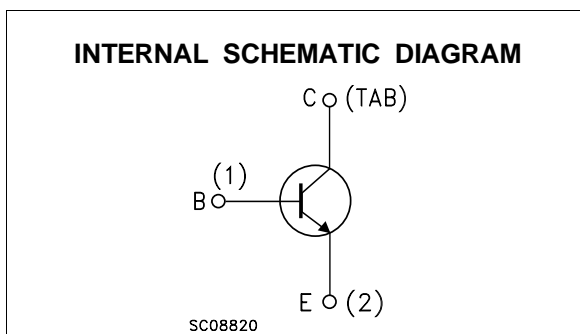 INTERNAL SCHEMATIC DIAGRAM
C (TAB)
(1)
B
E (2)
SC08820